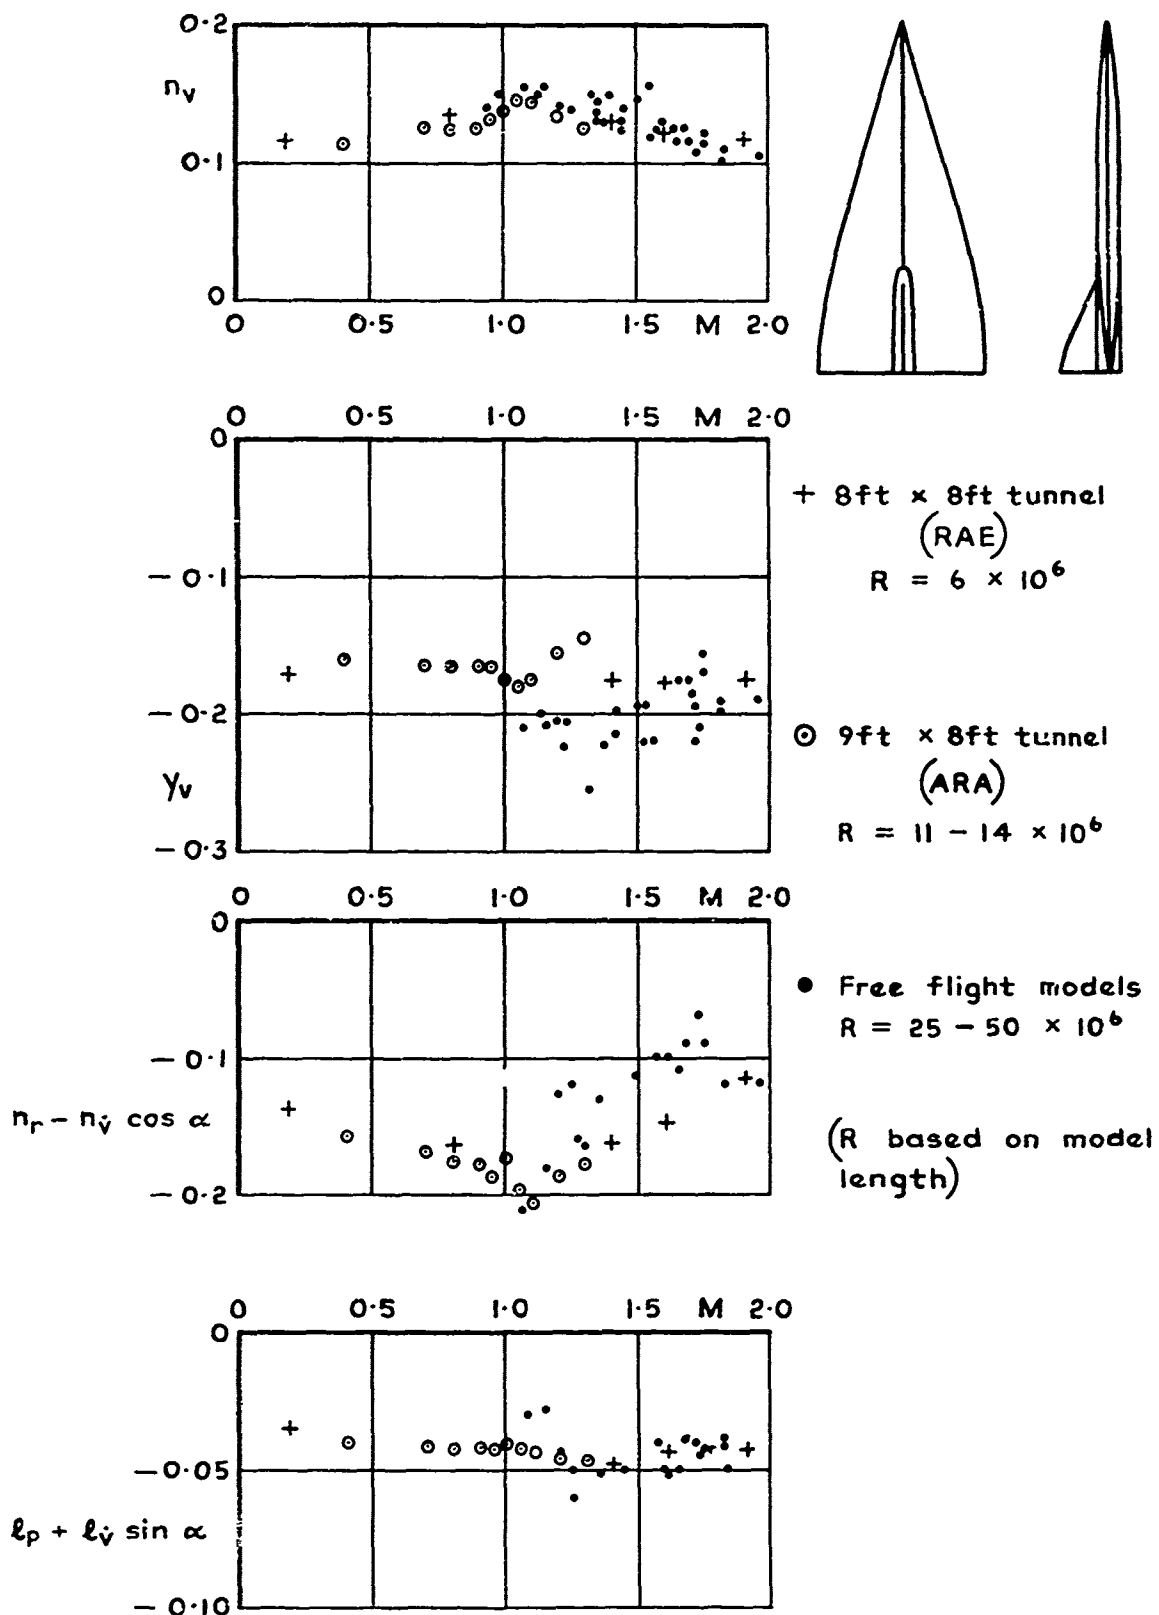 0·2
n_v
0·1
0
0 0·5 1·0 1·5 M 2·0
0 0·5 1·0 1·5 M 2·0
0
+ 8ft × 8ft tunnel
(RAE)
R = 6 × 10⁶
− 0·1
− 0·2
⊙ 9ft × 8ft tunnel
(ARA)
R = 11 − 14 × 10⁶
y_v
− 0·3
0 0·5 1·0 1·5 M 2·0
0
● Free flight models
R = 25 − 50 × 10⁶
− 0·1
n_r − n_v̇ cos α
(R based on model
length)
− 0·2
0 0·5 1·0 1·5 M 2·0
0
− 0·05
ℓ_p + ℓ_v̇ sin α
− 0·10